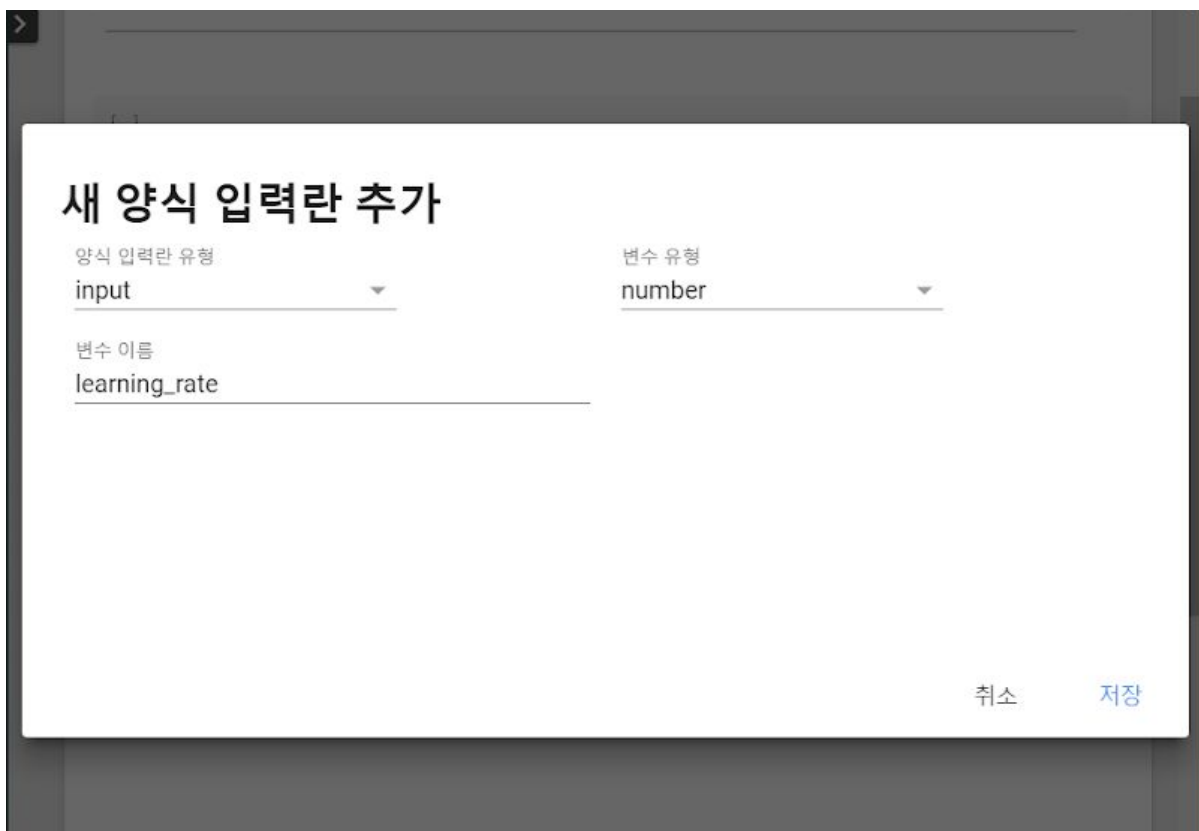 [ ]
새 양식 입력란 추가
양식 입력란 유형
변수 유형
input
number
변수 이름
learning_rate
취소
저장